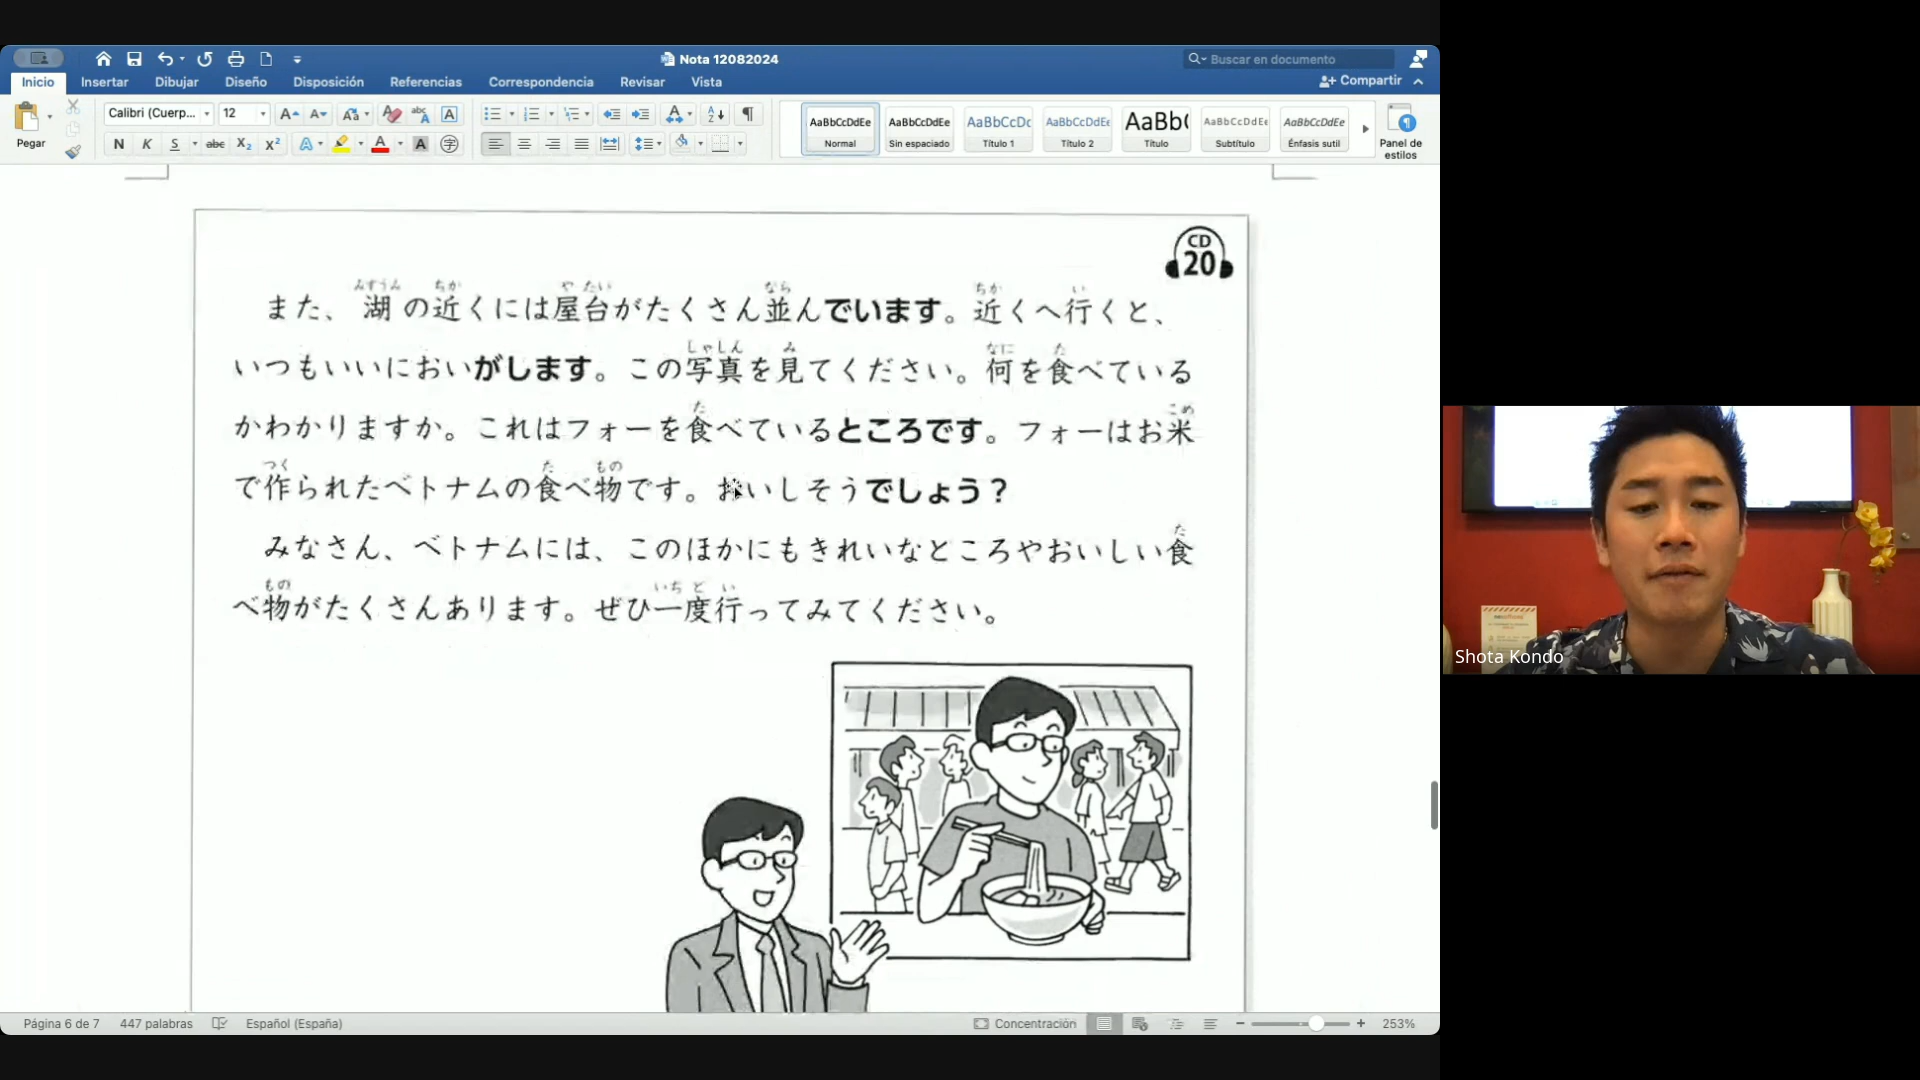 Nota 12082024
Buscar en documento
Inicio
Insertar
Dibujar
Diseño
Disposición
Referencias
Correspondencia
Revisar
Vista
Compartir
Pegar
Calibri (Cuerp...
12
N K S abc X₂ X²
AaBbCcDdEe
Normal
AaBbCcDdEe
Sin espaciado
AaBbCcDc
Título 1
AaBbCcDdEe
Título 2
AaBb(
Título
AaBbCcDdEe
Subtítulo
AaBbCcDdEe
Énfasis sutil
Panel de
estilos
CD
20
また、湖の近くには屋台がたくさん並んでいます。近くへ行くと、
いつもいいにおいがします。この写真を見てください。何を食べている
かわかりますか。これはフォーを食べているところです。フォーはお米
で作られたベトナムの食べ物です。おいしそうでしょう？
みなさん、ベトナムには、このほかにもきれいなところやおいしい食
べ物がたくさんあります。ぜひ一度行ってみてください。
Shota Kondo
Página 6 de 7
447 palabras
Español (España)
Concentración
253%